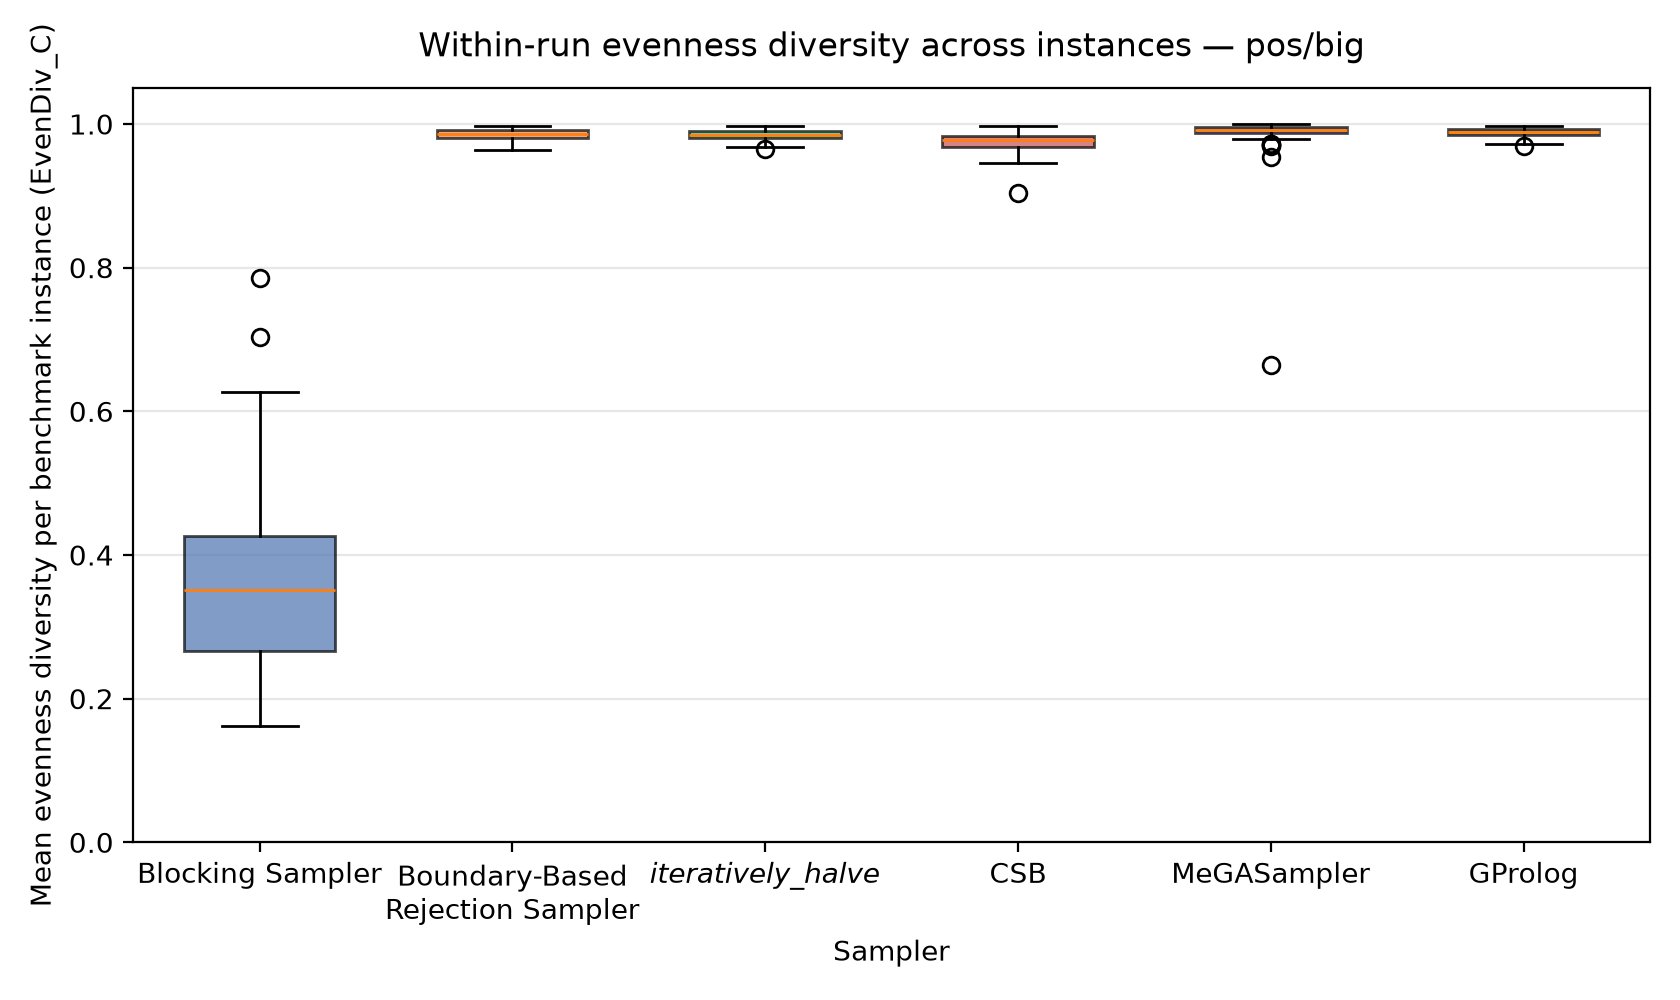 Within-run evenness diversity across instances — pos/big
Mean evenness diversity per benchmark instance (EvenDiv_C)
1.0
0.8
0.6
0.4
0.2
0.0
Blocking Sampler
Boundary-Based
Rejection Sampler
iteratively_halve
CSB
MeGASampler
GProlog
Sampler